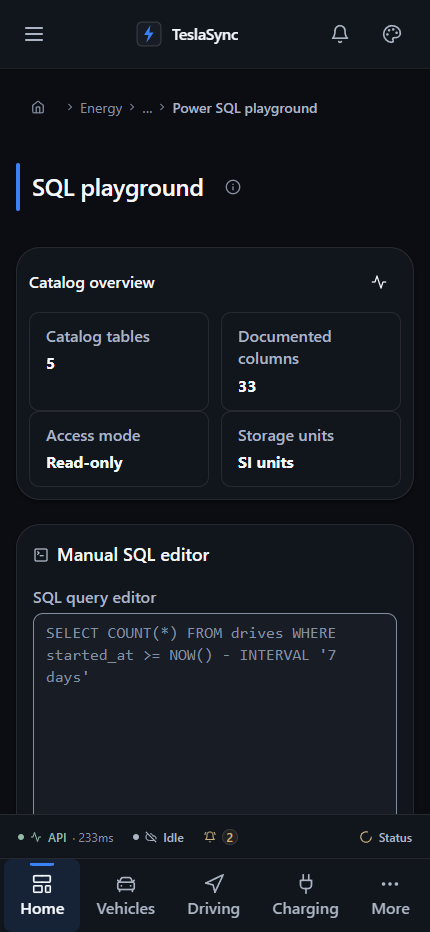 TeslaSync
Energy
...
Power SQL playground
SQL playground
Catalog overview
Catalog tables
5
Documented
columns
33
Access mode
Read-only
Storage units
SI units
Manual SQL editor
SQL query editor
SELECT COUNT(*) FROM drives WHERE
started_at >= NOW() - INTERVAL '7
days'
API · 233ms
Idle
2
Status
Home
Vehicles
Driving
Charging
More